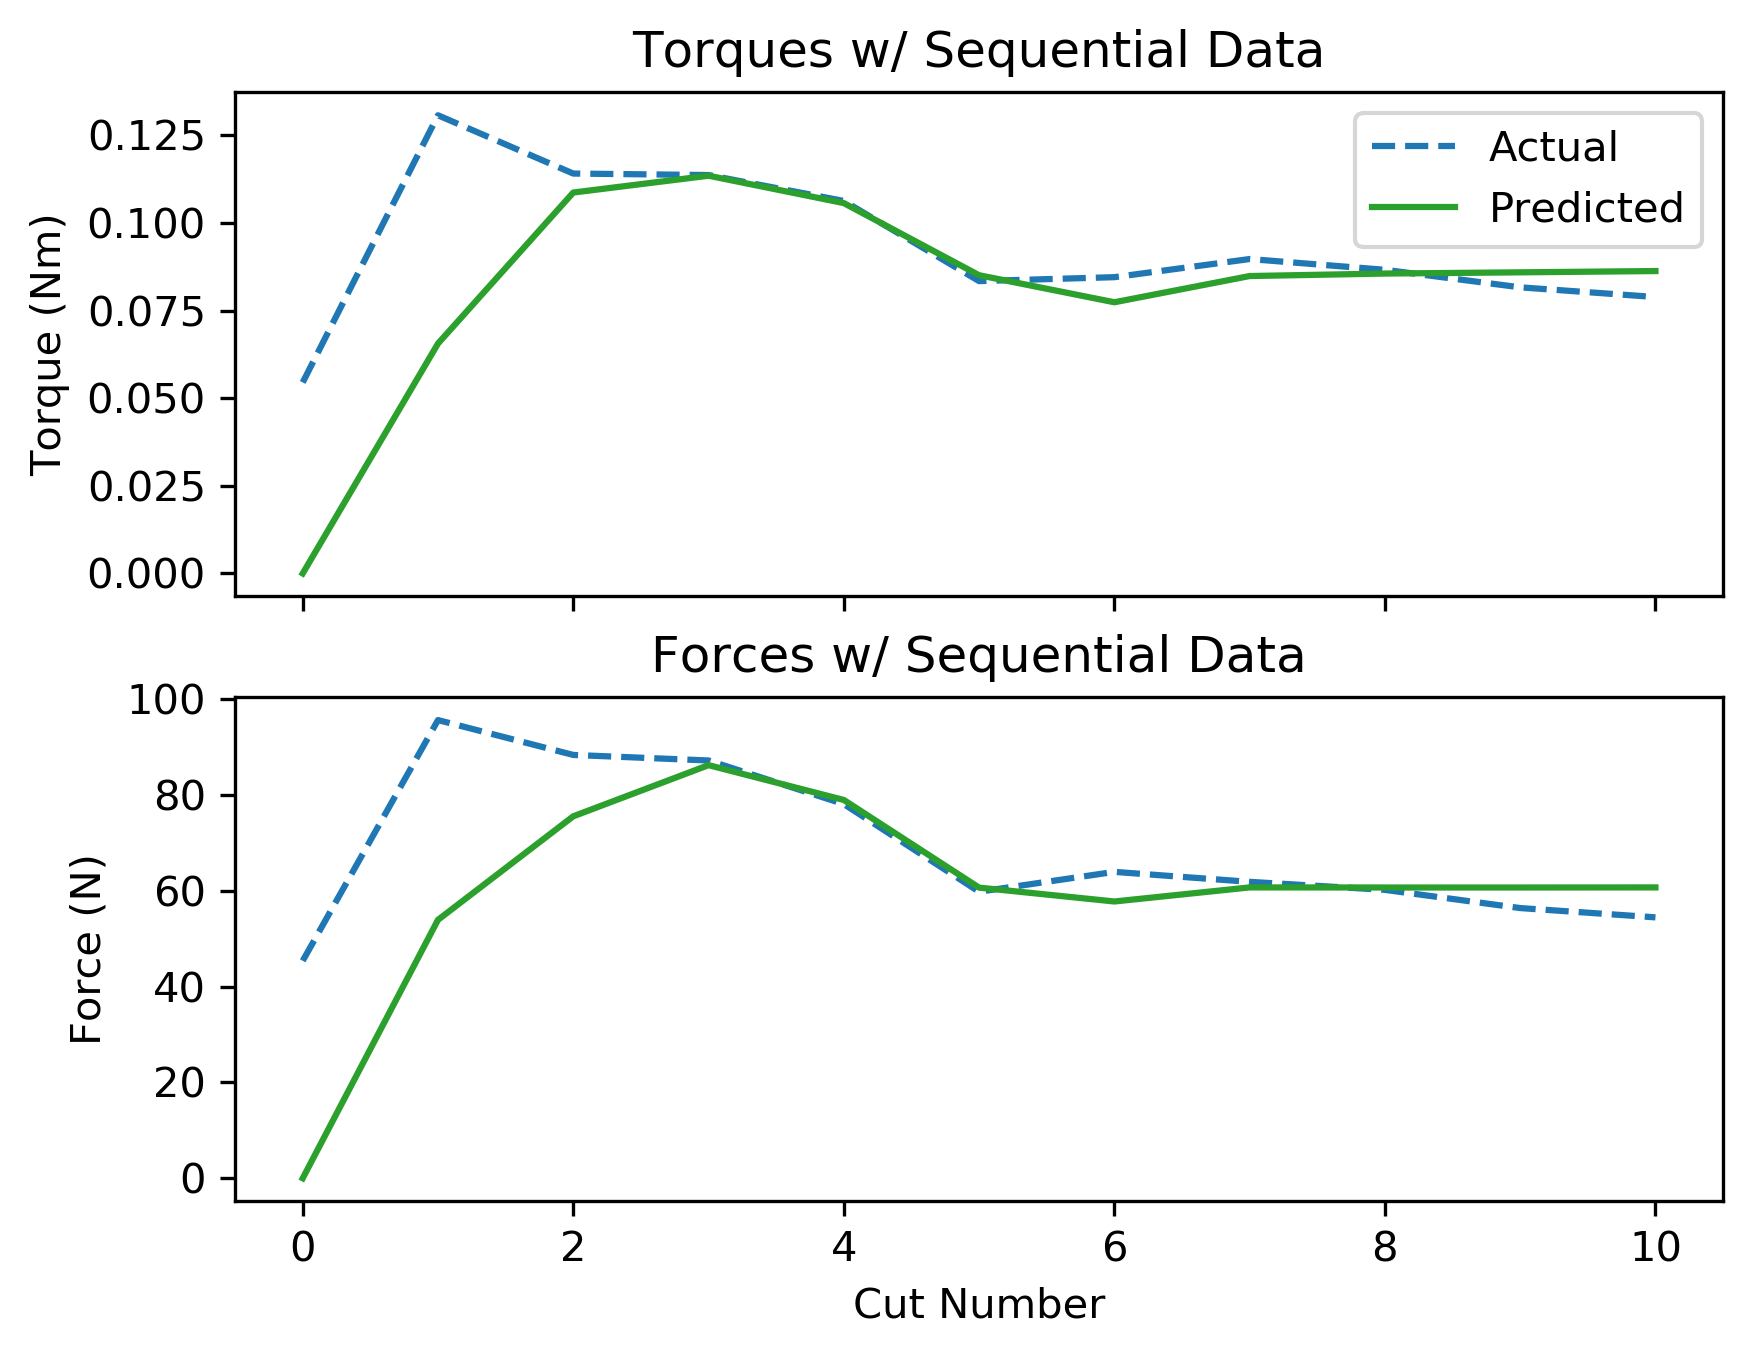 Torques w/ Sequential Data
0.125
0.100
0.075
0.050
0.025
0.000
Torque (Nm)
Actual
Predicted
Forces w/ Sequential Data
100
80
60
40
20
0
Force (N)
0 2 4 6 8 10
Cut Number